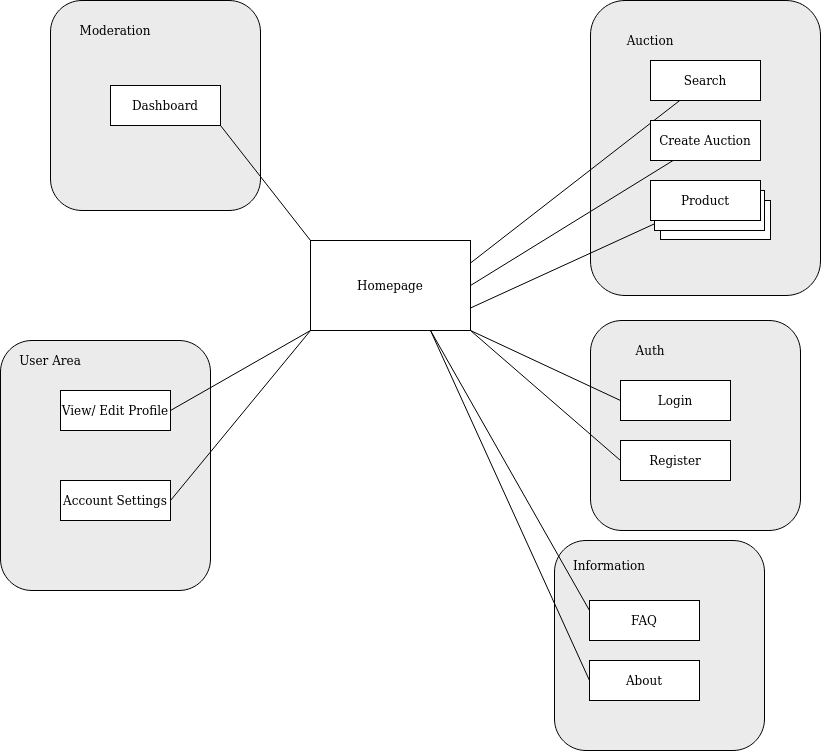 Moderation
Dashboard
Auction
Search
Create Auction
Product
Homepage
User Area
View/ Edit Profile
Account Settings
Auth
Login
Register
Information
FAQ
About